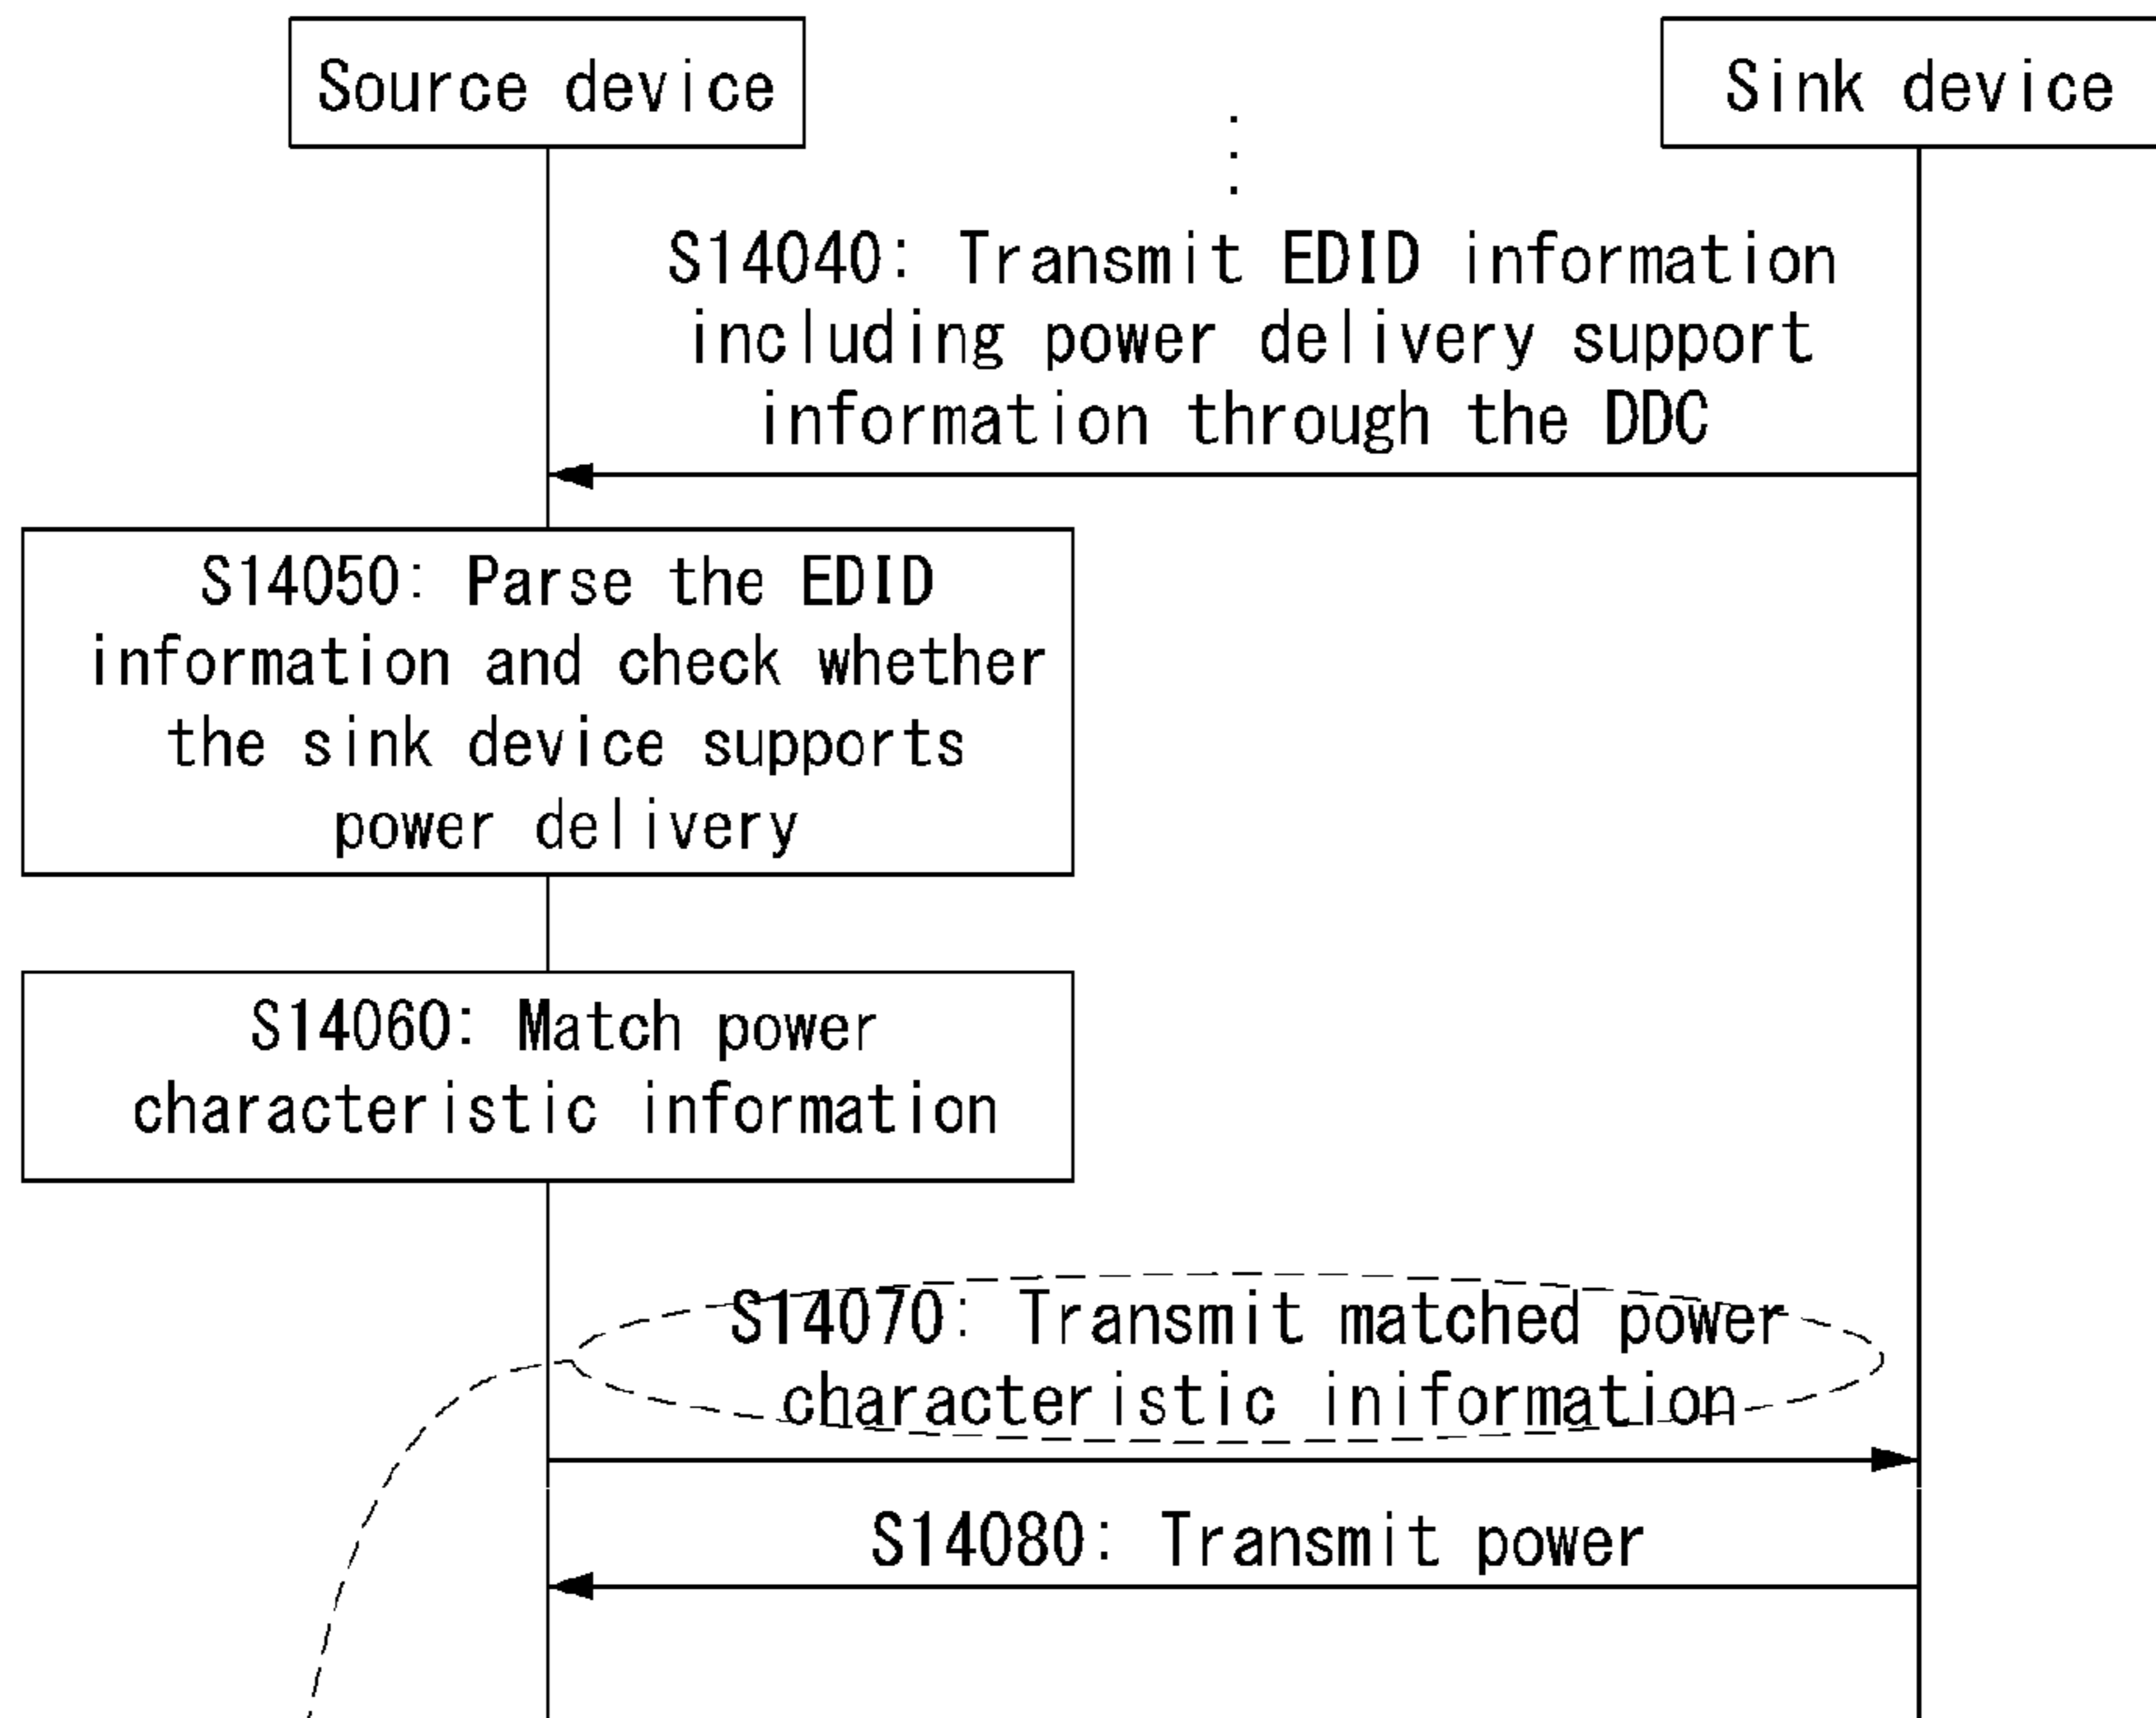 Source device
Sink device
S14040: Transmit EDID information
including power delivery support
information through the DDC
S14050: Parse the EDID
information and check whether
the sink device supports
power delivery
S14060: Match power
characteristic information
S14070: Transmit matched power
characteristic iniformation
S14080: Transmit power